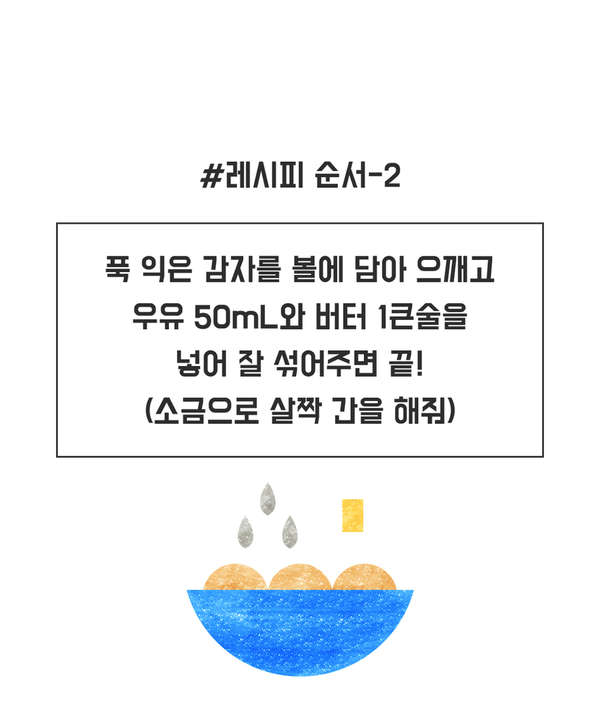 #레시피 순서-2
푹 익은 감자를 볼에 담아 으깨고
우유 50mL와 버터 1큰술을
넣어 잘 섞어주면 끝!
(소금으로 살짝 간을 해줘)